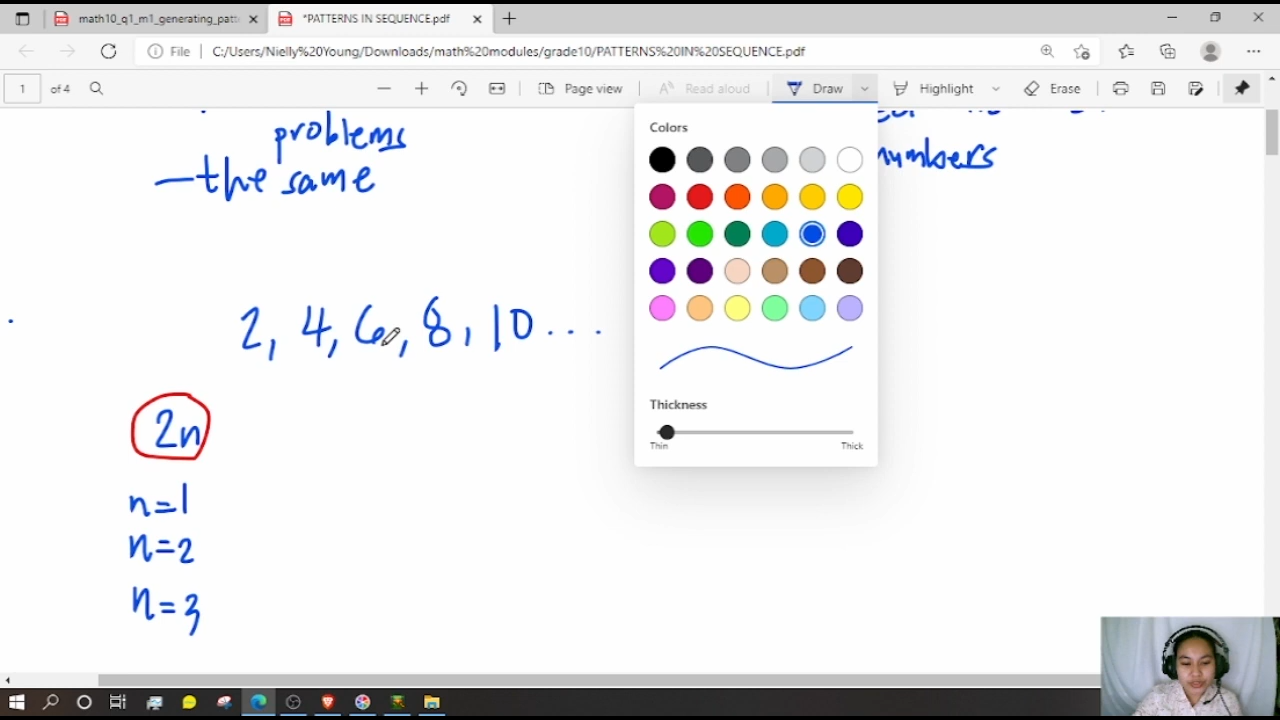 math10_q1_m1_generating_patt
*PATTERNS IN SEQUENCE.pdf
File
C:/Users/Nielly%20Young/Downloads/math%20modules/grade10/PATTERNS%20IN%20SEQUENCE.pdf
1 of 4
Page view
Read aloud
Draw
Highlight
Erase
problems
—the same
numbers
Colors
2, 4, 6, 8, 10 ...
Thickness
Thin
Thick
2n
n=1
n=2
n=3